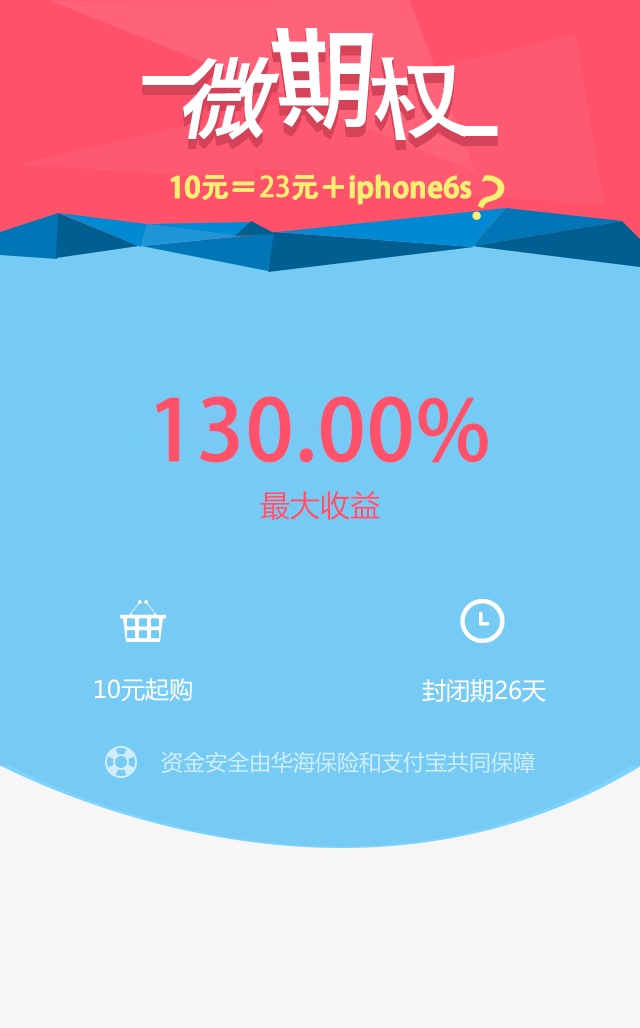 微期权
10元=23元+iphone6s?
130.00%
最大收益
10元起购
封闭期26天
资金安全由华海保险和支付宝共同保障